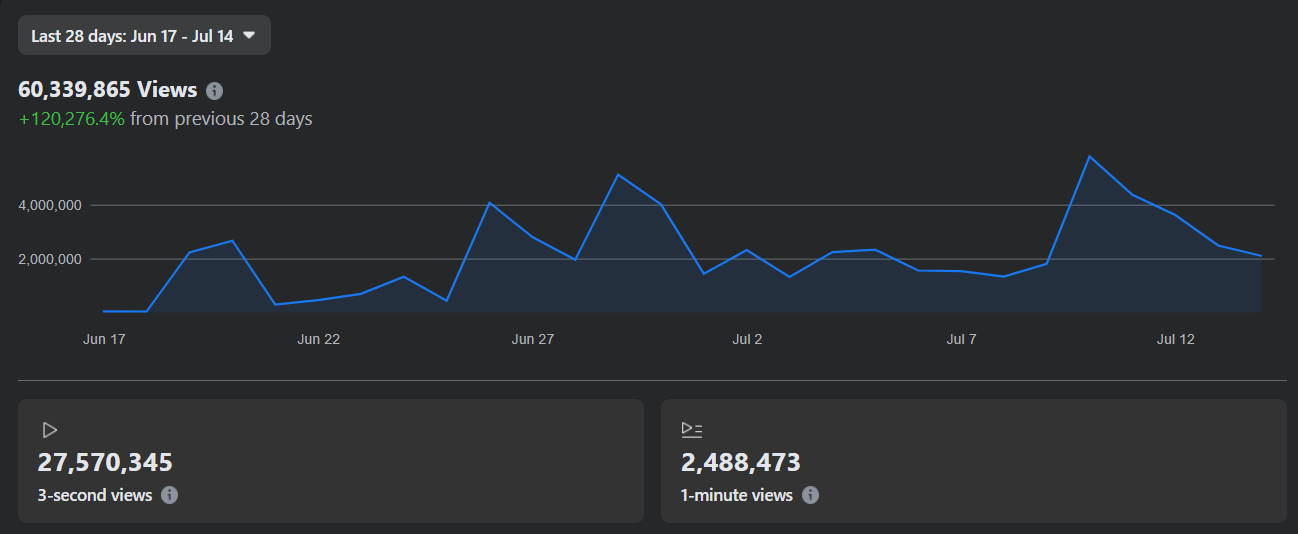 Last 28 days: Jun 17 - Jul 14
60,339,865 Views
+120,276.4% from previous 28 days
4,000,000
2,000,000
Jun 17 Jun 22 Jun 27 Jul 2 Jul 7 Jul 12
27,570,345
3-second views
2,488,473
1-minute views